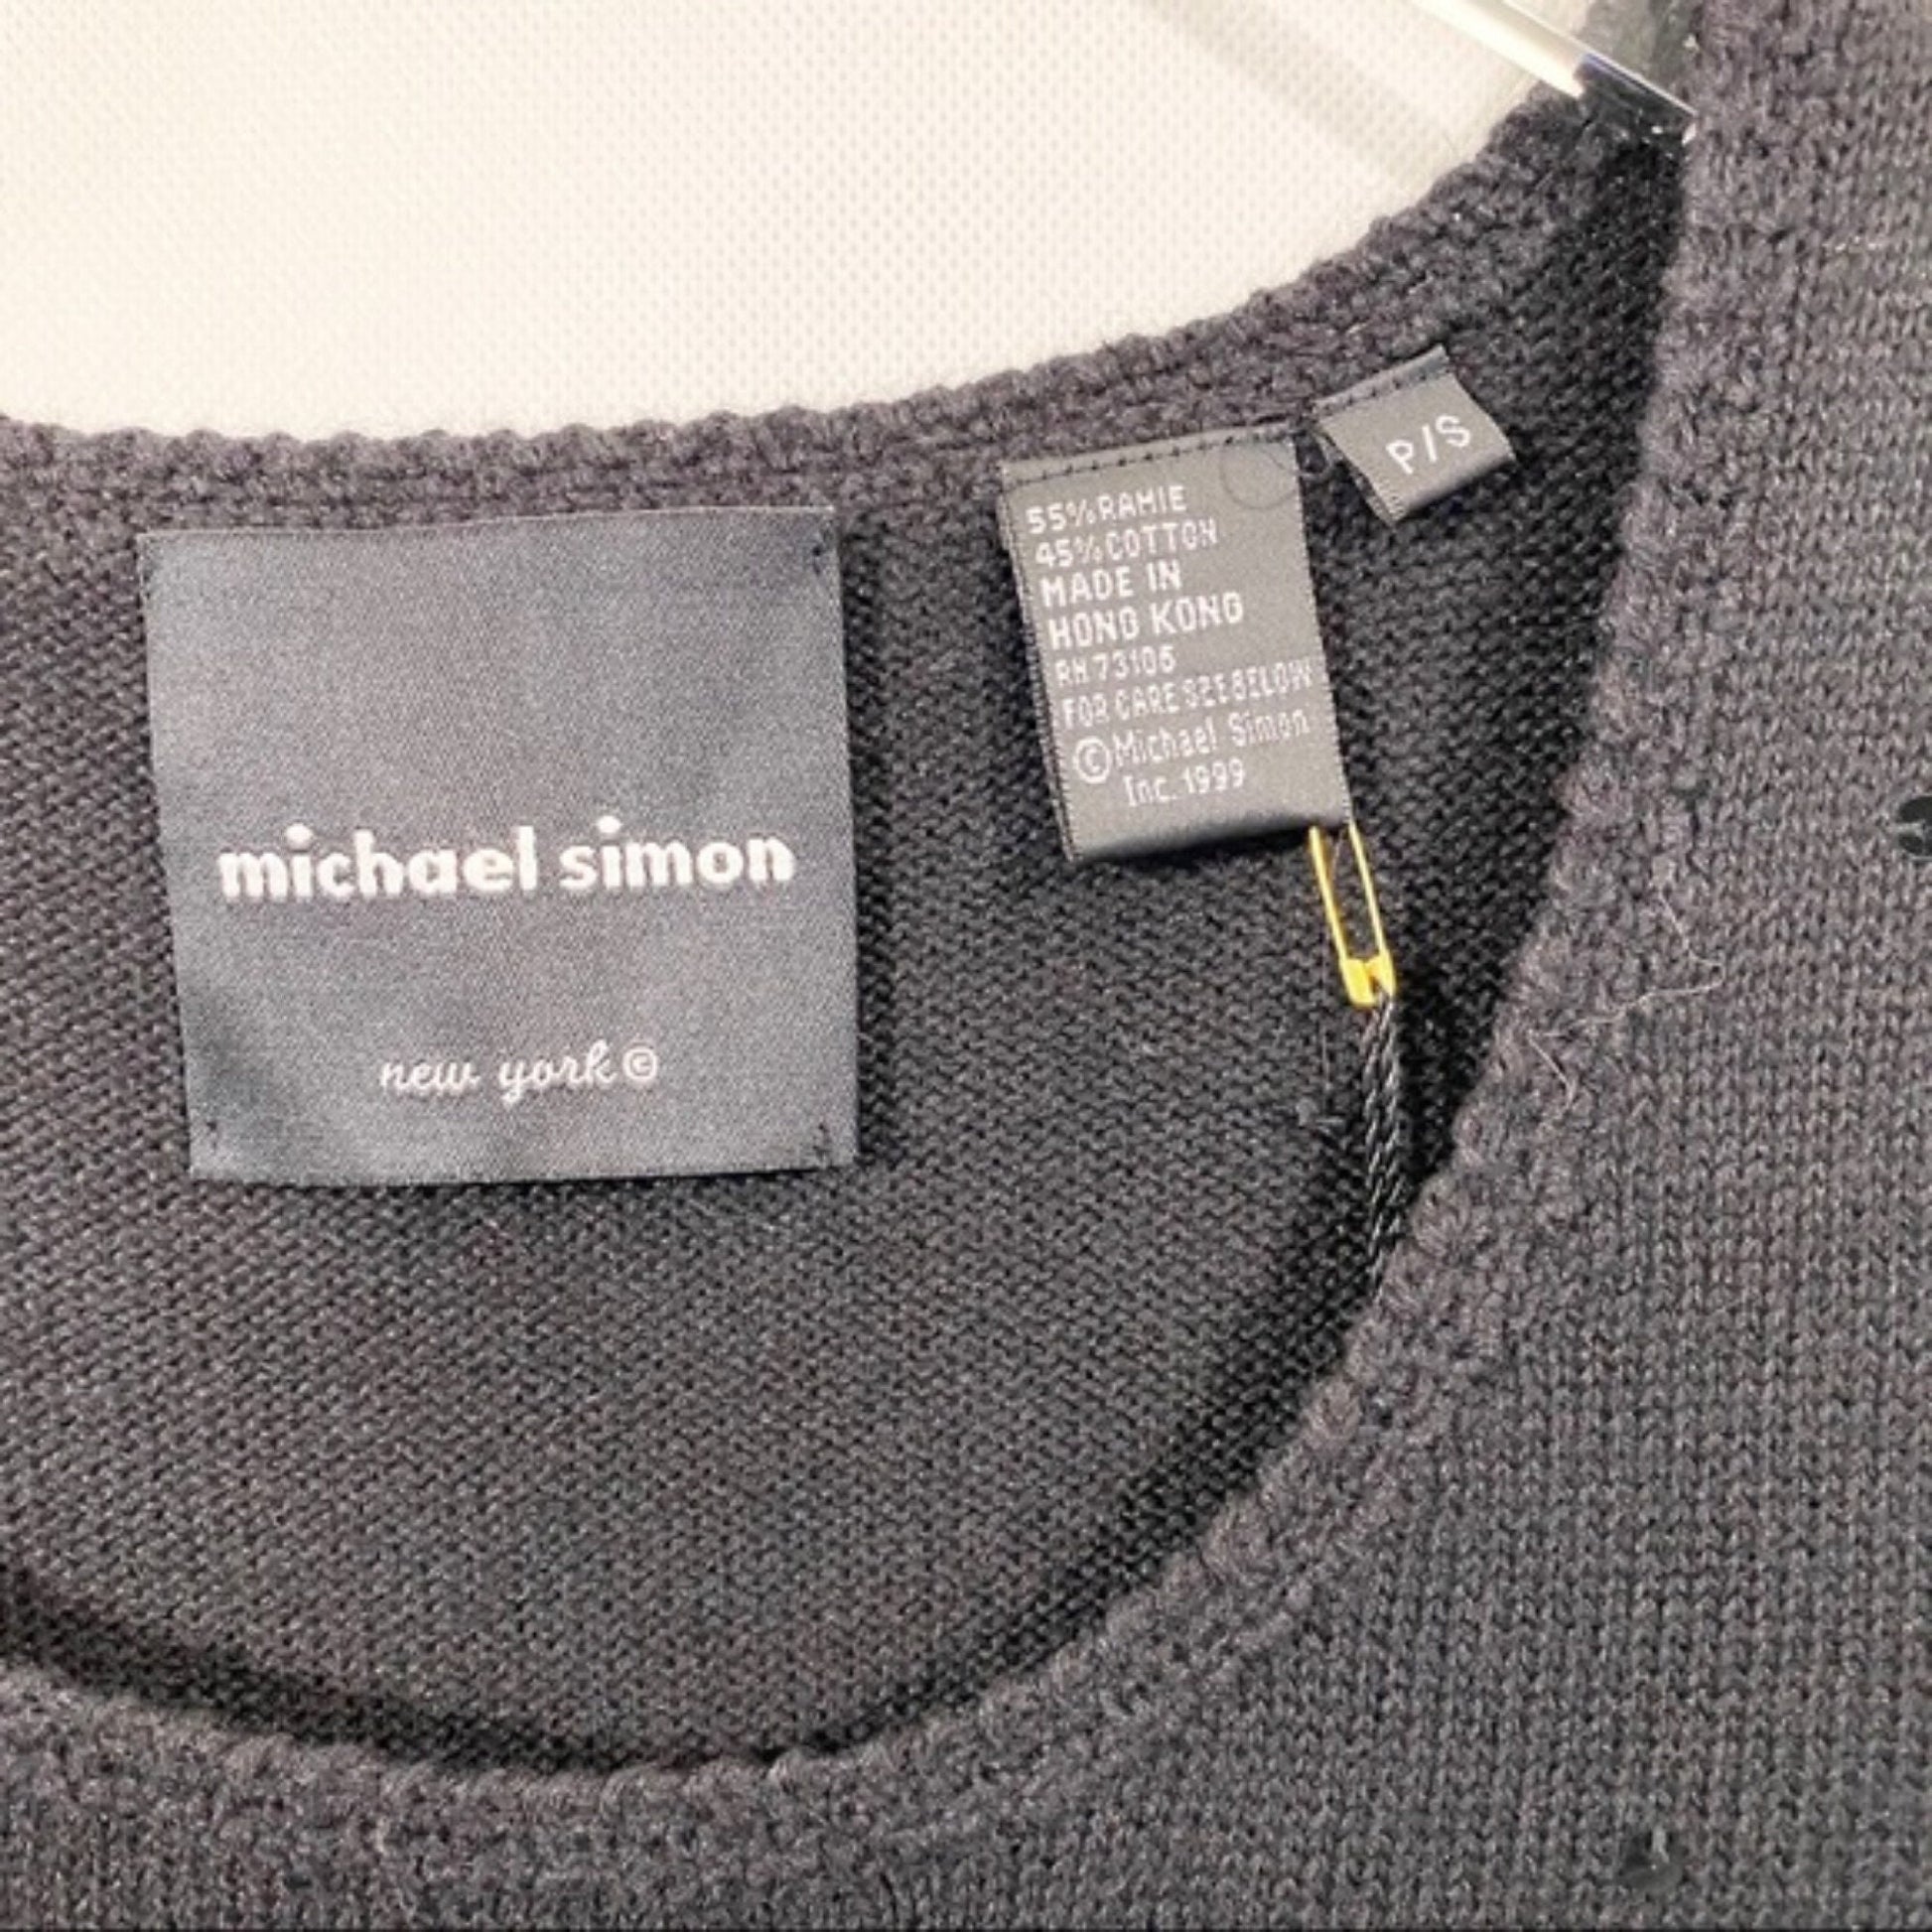 michael simon
new york ©
55% RAMIE
45% COTTON
MADE IN
HONG KONG
RN 73106
FOR CARE SEE BELOW
© Michael Simon
Inc. 1999
P/S